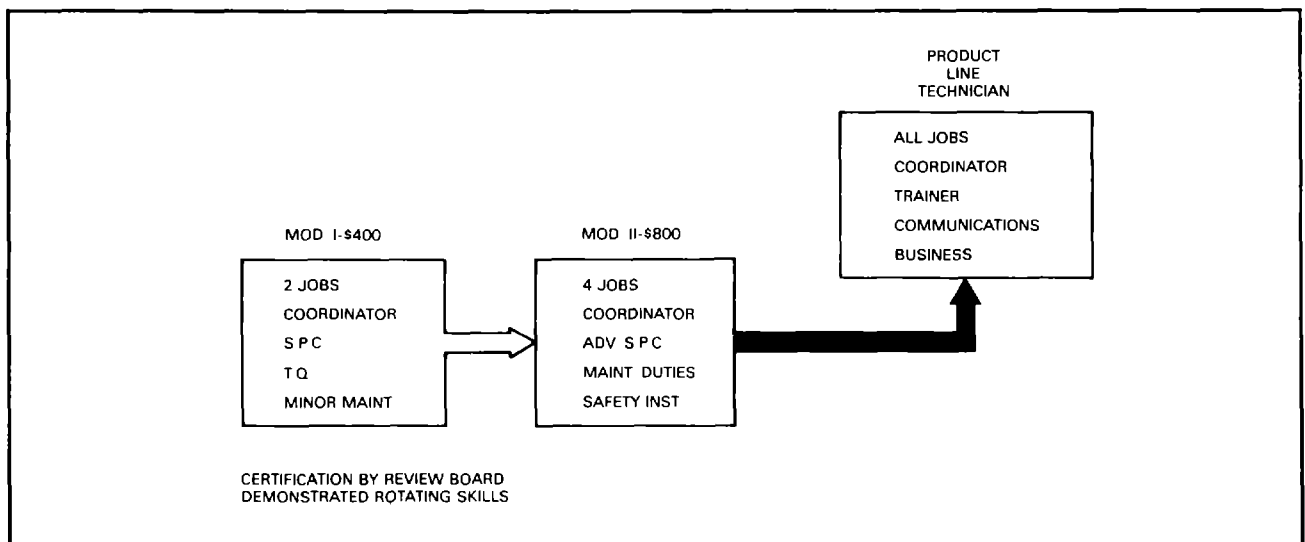 PRODUCT
LINE
TECHNICIAN
ALL JOBS
COORDINATOR
TRAINER
COMMUNICATIONS
BUSINESS
MOD I-$400
2 JOBS
COORDINATOR
S P C
T Q
MINOR MAINT
MOD II-$800
4 JOBS
COORDINATOR
ADV S P C
MAINT DUTIES
SAFETY INST
CERTIFICATION BY REVIEW BOARD
DEMONSTRATED ROTATING SKILLS